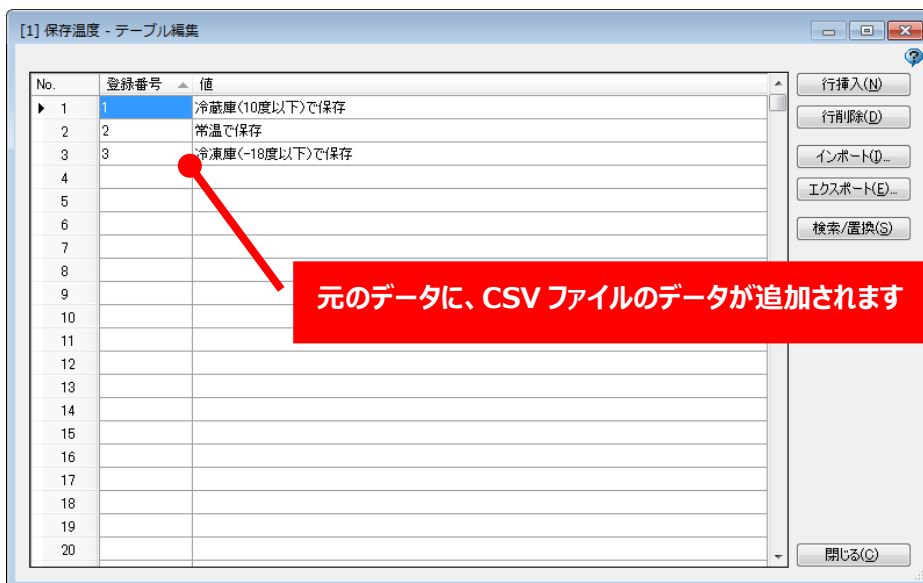 [1] 保存温度 - テーブル編集
No. 登録番号 値
1 1 冷蔵庫(10度以下)で保存
2 2 常温で保存
3 3 冷凍庫(-18度以下)で保存
4
5
6
7
8
9
10
11
12
13
14
15
16
17
18
19
20
元のデータに、CSV ファイルのデータが追加されます
行挿入(N)
行削除(D)
インポート(I)...
エクスポート(E)...
検索/置換(S)
閉じる(C)